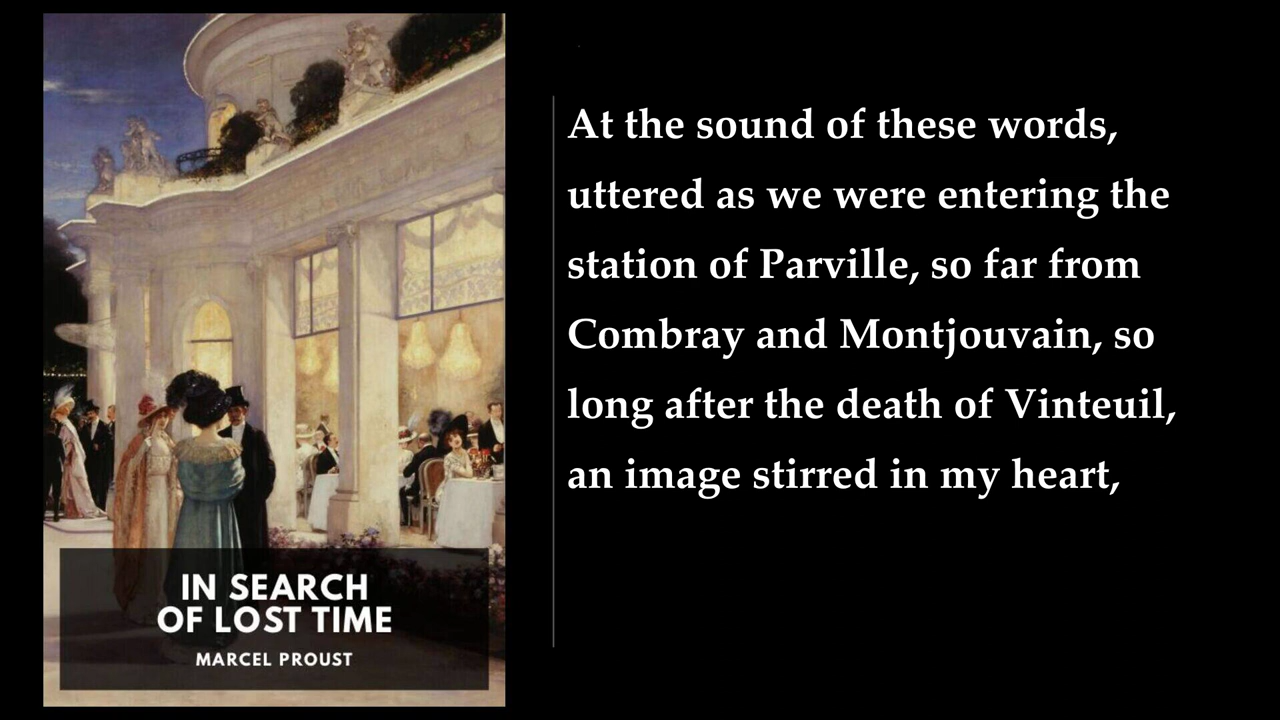 IN SEARCH
OF LOST TIME
MARCEL PROUST
At the sound of these words,
uttered as we were entering the
station of Parville, so far from
Combray and Montjouvain, so
long after the death of Vinteuil,
an image stirred in my heart,